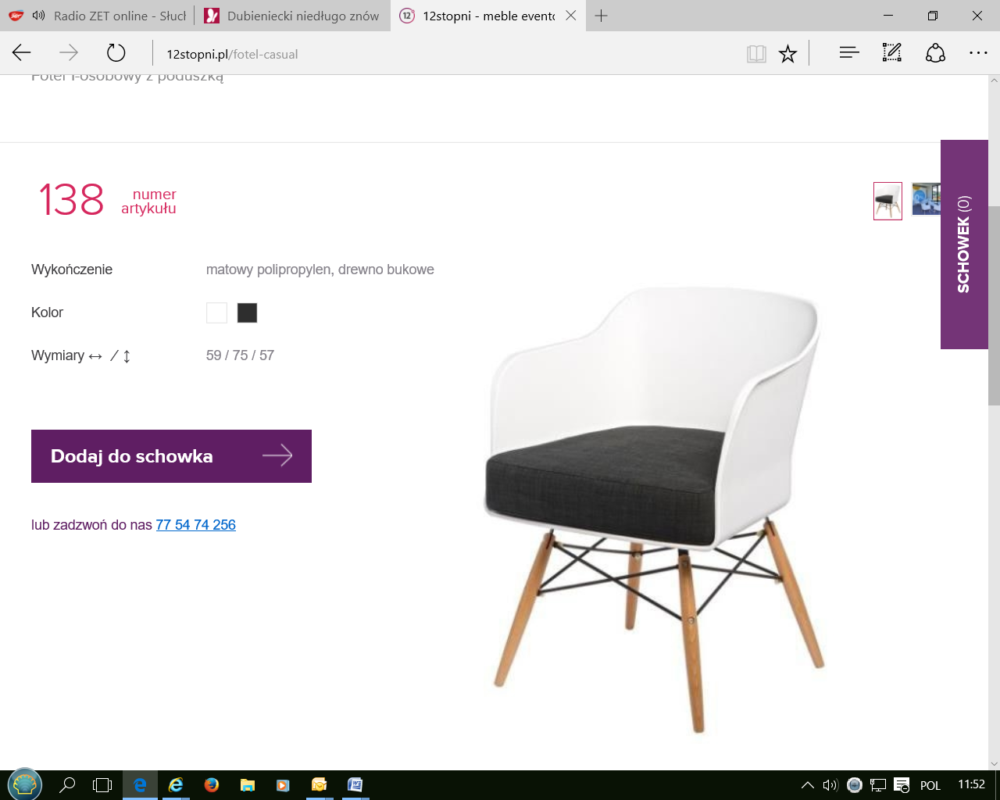 Radio ZET online - Słuch
Dubieniecki niedługo znów
12stopni - meble evento
12stopni.pl/fotel-casual
Fotel 1-osobowy z poduszką
138 numer
artykułu
SCHOWEK (0)
Wykończenie matowy polipropylen, drewno bukowe
Kolor
Wymiary ↔ / ↕ 59 / 75 / 57
Dodaj do schowka
lub zadzwoń do nas 77 54 74 256
POL 11:52